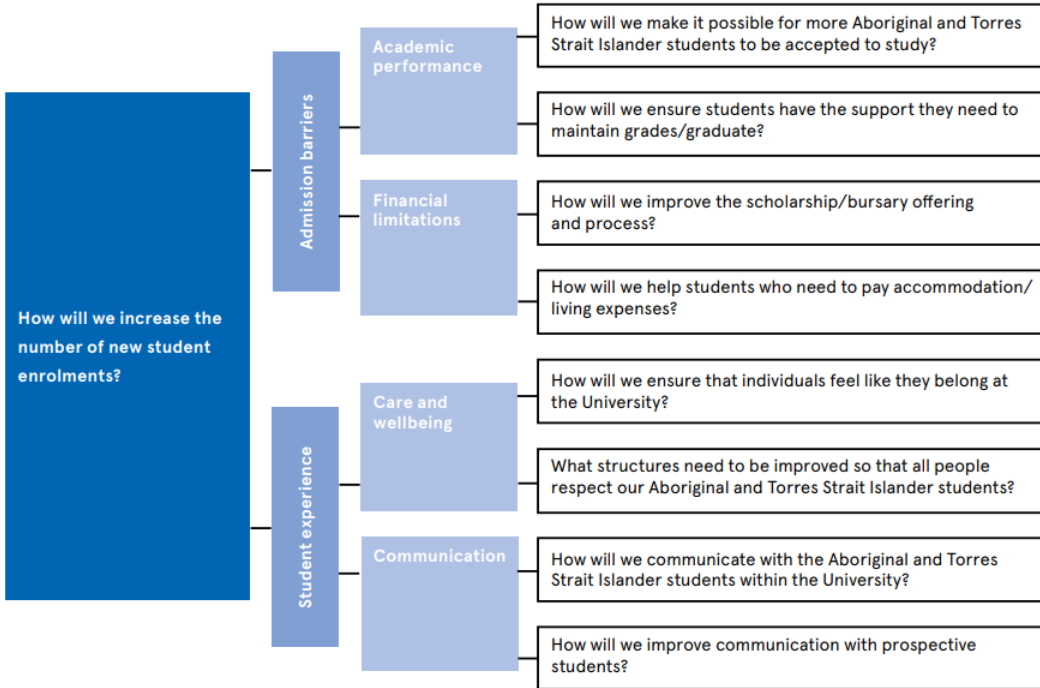 How will we increase the
number of new student
enrolments?
Admission barriers
Academic
performance
How will we make it possible for more Aboriginal and Torres
Strait Islander students to be accepted to study?
How will we ensure students have the support they need to
maintain grades/graduate?
Financial
limitations
How will we improve the scholarship/bursary offering
and process?
How will we help students who need to pay accommodation/
living expenses?
Student experience
Care and
wellbeing
How will we ensure that individuals feel like they belong at
the University?
What structures need to be improved so that all people
respect our Aboriginal and Torres Strait Islander students?
Communication
How will we communicate with the Aboriginal and Torres
Strait Islander students within the University?
How will we improve communication with prospective
students?